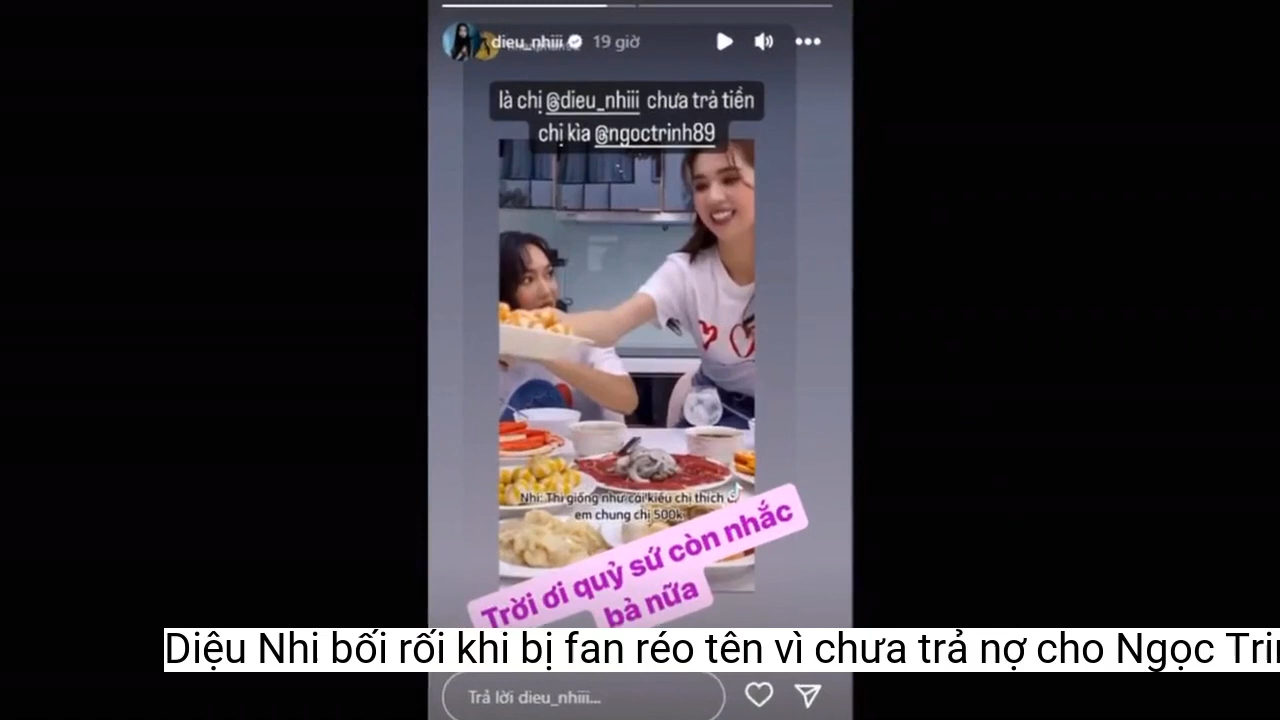 dieu_nhiii 19 giờ
là chị @dieu_nhiii chưa trả tiền
chị kìa @ngoctrinh89
Nhi: Thì giống như cái kiểu chị thích
em chung chị 500k
Trời ơi quỷ sứ còn nhắc
bả nữa
Diệu Nhi bối rối khi bị fan réo tên vì chưa trả nợ cho Ngọc Trin
Trả lời dieu_nhiii...